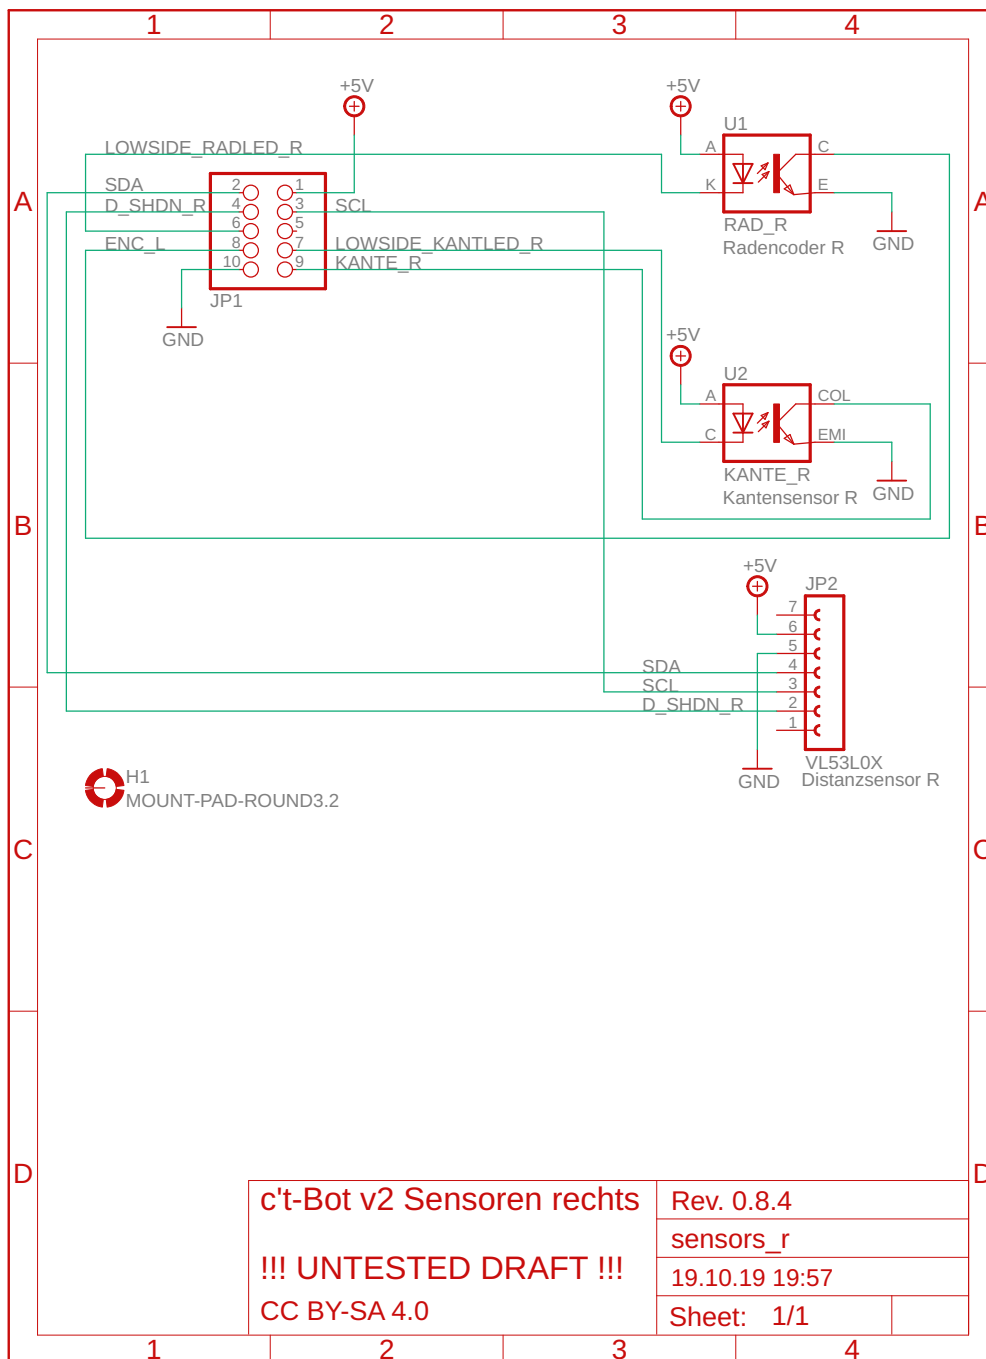 1 2 3 4
+5V +5V
U1
LOWSIDE_RADLED_R A C
SDA 2 1 K E
A D_SHDN_R 4 3 SCL A
6 5 RAD_R
ENC_L 8 7 LOWSIDE_KANTLED_R Radencoder R GND
10 9 KANTE_R
JP1
GND +5V
U2
A COL
C EMI
KANTE_R
Kantensensor R GND
B B
+5V JP2
7
6
5
SDA 4
SCL 3
D_SHDN_R 2
1
VL53L0X
GND Distanzsensor R
H1
MOUNT-PAD-ROUND3.2
C C
D D
c't-Bot v2 Sensoren rechts
!!! UNTESTED DRAFT !!!
CC BY-SA 4.0
Rev. 0.8.4
sensors_r
19.10.19 19:57
Sheet: 1/1
1 2 3 4